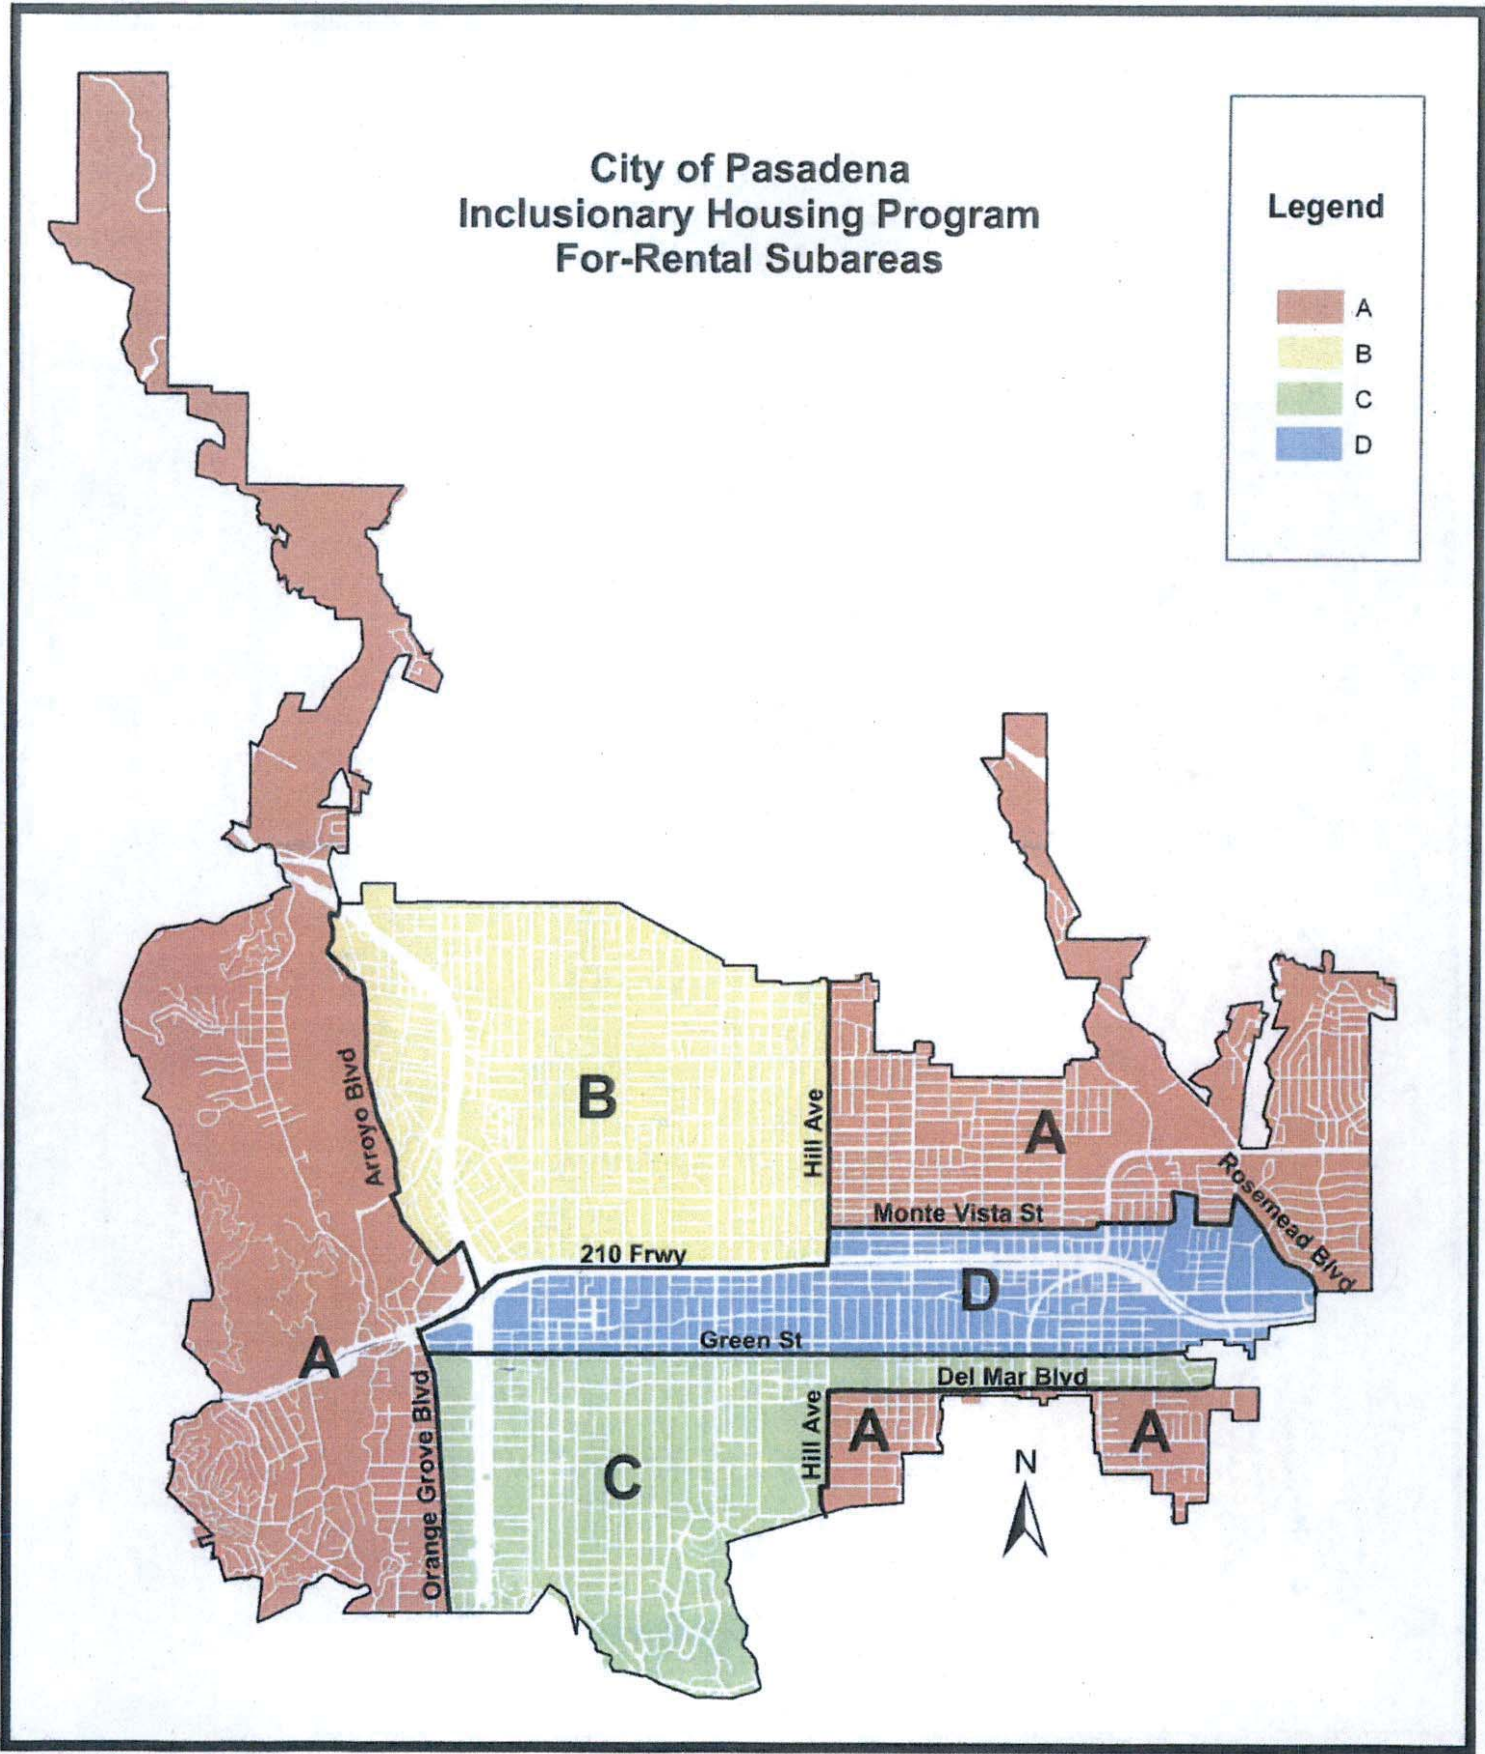 City of Pasadena
Inclusionary Housing Program
For-Rental Subareas
Legend
A
B
C
D
Arroyo Blvd
B
Hill Ave
A
Rosemead Blvd
Monte Vista St
210 Frwy
D
Green St
A
Del Mar Blvd
Orange Grove Blvd
C
Hill Ave
A
A
N